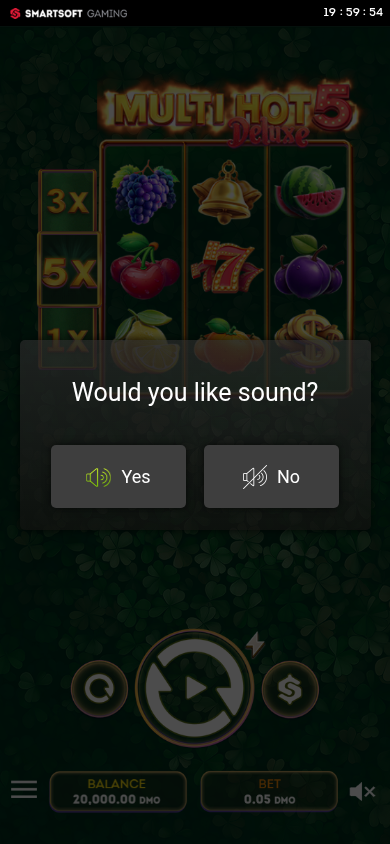 SMARTSOFT GAMING
19 : 59 : 54
MULTI HOT 5
Deluxe
3X
5X
7
1X
$
Would you like sound?
Yes
No
$
BALANCE
20,000.00 DMO
BET
0.05 DMO